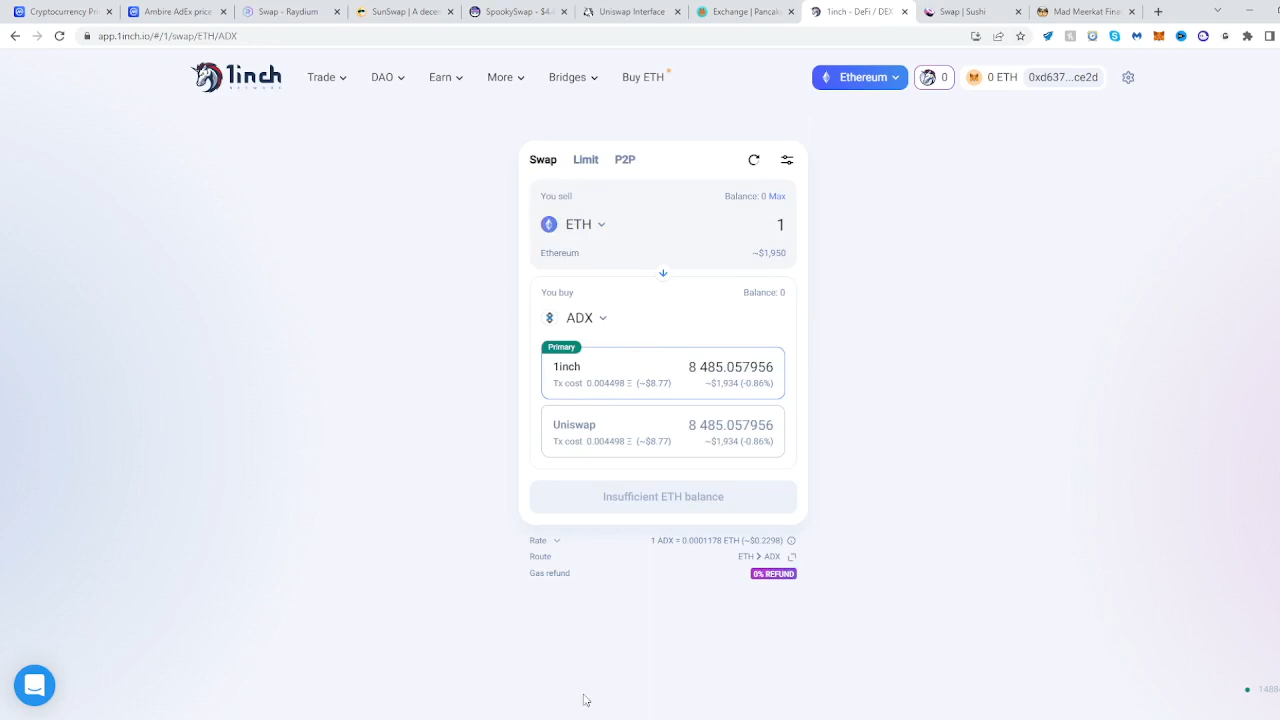 Cryptocurrency Pri
Ambire AdEx price
Swap - Raydium
SunSwap | A decen
SpookySwap - $4.4
Uniswap Interface
Exchange | Pancake
1inch - DeFi / DEX
Swap | Sushi
Mad Meerkat Finan
app.1inch.io/#/1/swap/ETH/ADX
1inch
NETWORK
Trade
DAO
Earn
More
Bridges
Buy ETH
Ethereum
0
0 ETH
0xd637...ce2d
Swap Limit P2P
You sell
Balance: 0 Max
ETH
1
Ethereum
~$1,950
You buy
Balance: 0
ADX
Primary
1inch
8 485.057956
Tx cost 0.004498 Ξ (~$8.77)
~$1,934 (-0.86%)
Uniswap
8 485.057956
Tx cost 0.004498 Ξ (~$8.77)
~$1,934 (-0.86%)
Insufficient ETH balance
Rate
1 ADX = 0.0001178 ETH (~$0.2298)
Route
ETH > ADX
Gas refund
0% REFUND